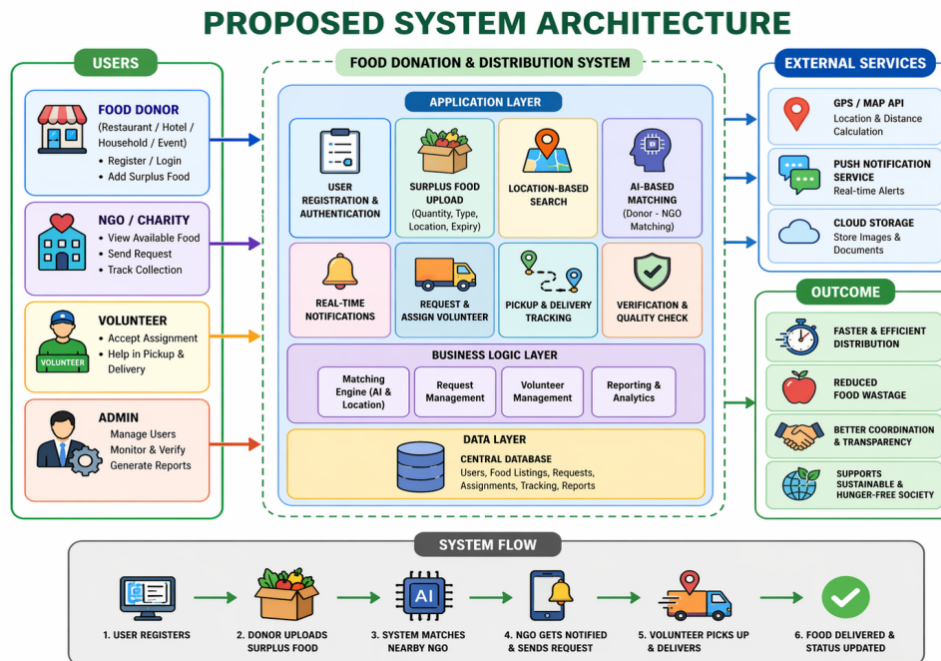 PROPOSED SYSTEM ARCHITECTURE
USERS
FOOD DONOR
(Restaurant / Hotel /
Household / Event)
• Register / Login
• Add Surplus Food
NGO / CHARITY
• View Available Food
• Send Request
• Track Collection
VOLUNTEER
VOLUNTEER
• Accept Assignment
• Help in Pickup &
Delivery
ADMIN
Manage Users
Monitor & Verify
Generate Reports
FOOD DONATION & DISTRIBUTION SYSTEM
APPLICATION LAYER
USER
REGISTRATION &
AUTHENTICATION
SURPLUS FOOD
UPLOAD
(Quantity, Type,
Location, Expiry)
LOCATION-BASED
SEARCH
AI-BASED
MATCHING
(Donor - NGO
Matching)
REAL-TIME
NOTIFICATIONS
REQUEST &
ASSIGN VOLUNTEER
PICKUP & DELIVERY
TRACKING
VERIFICATION &
QUALITY CHECK
BUSINESS LOGIC LAYER
Matching
Engine (AI &
Location)
Request
Management
Volunteer
Management
Reporting &
Analytics
DATA LAYER
CENTRAL DATABASE
Users, Food Listings, Requests,
Assignments, Tracking, Reports
EXTERNAL SERVICES
GPS / MAP API
Location & Distance
Calculation
PUSH NOTIFICATION
SERVICE
Real-time Alerts
CLOUD STORAGE
Store Images &
Documents
OUTCOME
FASTER & EFFICIENT
DISTRIBUTION
REDUCED
FOOD WASTAGE
BETTER COORDINATION
& TRANSPARENCY
SUPPORTS
SUSTAINABLE &
HUNGER-FREE SOCIETY
SYSTEM FLOW
AI
1. USER REGISTERS
2. DONOR UPLOADS
SURPLUS FOOD
3. SYSTEM MATCHES
NEARBY NGO
4. NGO GETS NOTIFIED
& SENDS REQUEST
5. VOLUNTEER PICKS UP
& DELIVERS
6. FOOD DELIVERED &
STATUS UPDATED